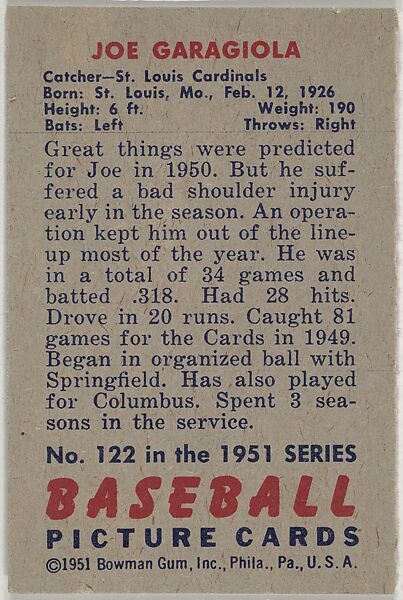 JOE GARAGIOLA
Catcher—St. Louis Cardinals
Born: St. Louis, Mo., Feb. 12, 1926
Height: 6 ft. Weight: 190
Bats: Left Throws: Right
Great things were predicted
for Joe in 1950. But he suf-
fered a bad shoulder injury
early in the season. An opera-
tion kept him out of the line-
up most of the year. He was
in a total of 34 games and
batted .318. Had 28 hits.
Drove in 20 runs. Caught 81
games for the Cards in 1949.
Began in organized ball with
Springfield. Has also played
for Columbus. Spent 3 sea-
sons in the service.
No. 122 in the 1951 SERIES
BASEBALL
PICTURE CARDS
©1951 Bowman Gum, Inc., Phila., Pa., U. S. A.